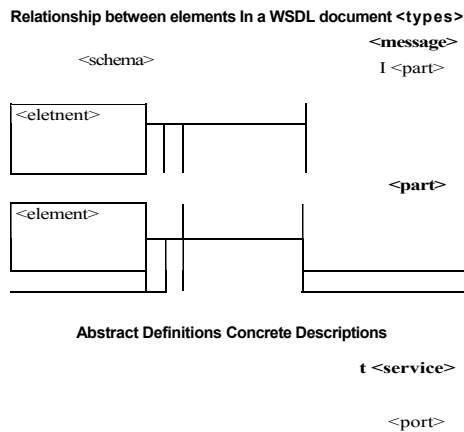 Relationship between elements In a WSDL document <types>
<message>
<schema>
I <part>
<eletnent>
<part>
<element>
Abstract Definitions Concrete Descriptions
t <service>
<port>